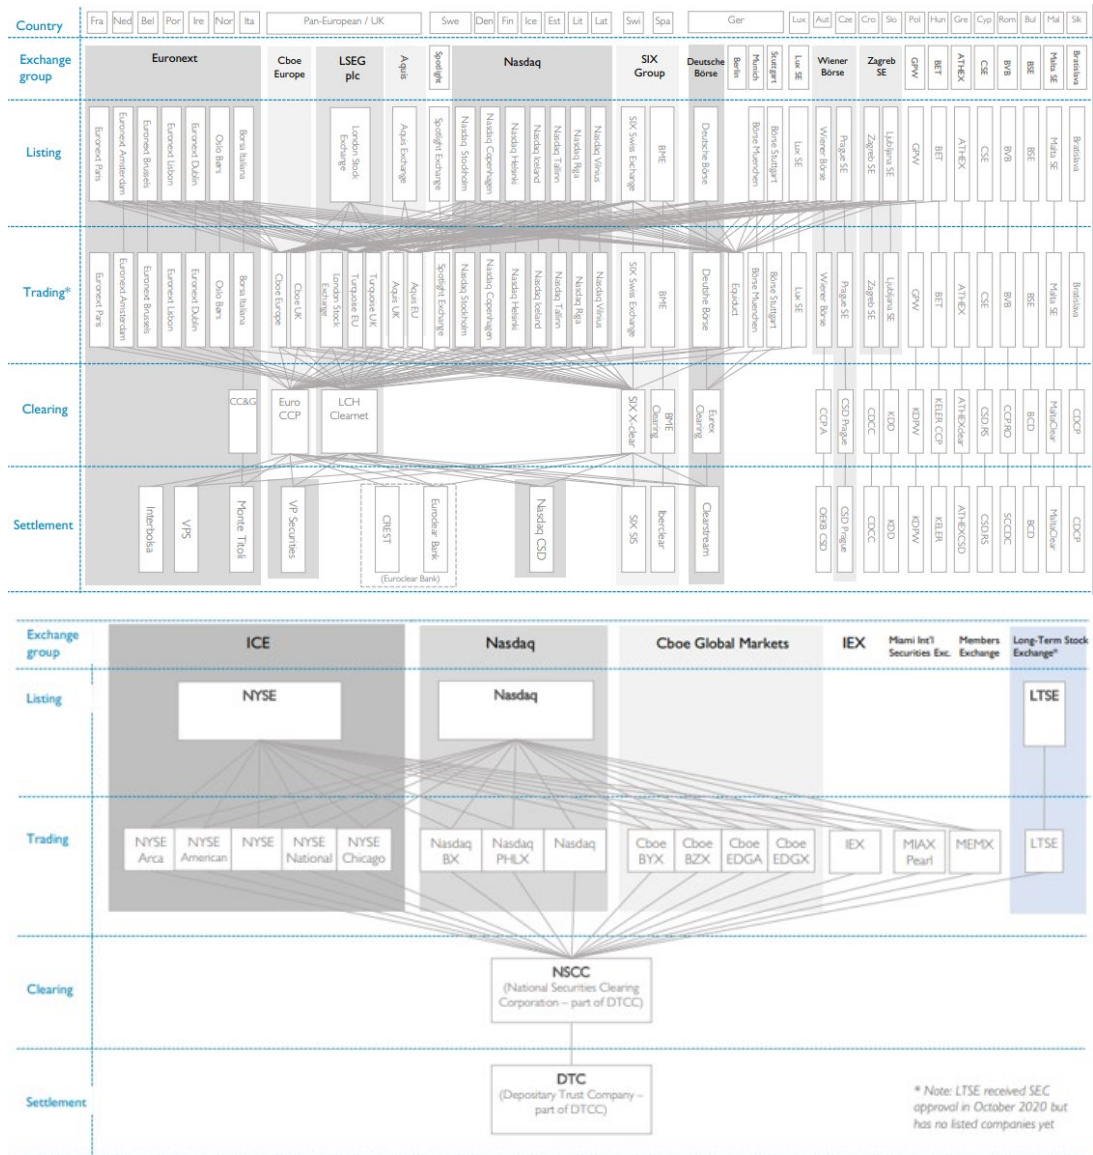 Country
Fra Ned Bel Por Ire Nor Ita Pan-European / UK Swe Den Fin Ice Est Lit Lat Swi Spa Ger Lux Aut Cze Cro Slo Pol Hun Gre Cyp Rom Bul Mal Slk
Exchange group
Euronext
Cboe Europe
LSEG plc
Aquis
Spotlight
Nasdaq
SIX Group
Deutsche Börse
Berlin
Munich
Stuttgart
Lux SE
Wiener Börse
Zagreb SE
GPW
BET
ATHEX
CSE
BVB
BSE
Malta SE
Bratislava
Listing
Euronext Paris
Euronext Amsterdam
Euronext Brussels
Euronext Lisbon
Euronext Dublin
Oslo Børs
Borsa Italiana
London Stock Exchange
Aquis Exchange
Spotlight Exchange
Nasdaq Stockholm
Nasdaq Copenhagen
Nasdaq Helsinki
Nasdaq Iceland
Nasdaq Tallinn
Nasdaq Riga
Nasdaq Vilnius
SIX Swiss Exchange
BME
Deutsche Börse
Börse Muenchen
Börse Stuttgart
Lux SE
Wiener Börse
Prague SE
Zagreb SE
Ljubljana SE
GPW
BET
ATHEX
CSE
BVB
BSE
Malta SE
Bratislava
Trading*
Euronext Paris
Euronext Amsterdam
Euronext Brussels
Euronext Lisbon
Euronext Dublin
Oslo Børs
Borsa Italiana
Cboe Europe
Cboe UK
London Stock Exchange
Turquoise EU
Turquoise UK
Aquis UK
Aquis EU
Spotlight Exchange
Nasdaq Stockholm
Nasdaq Copenhagen
Nasdaq Helsinki
Nasdaq Iceland
Nasdaq Tallinn
Nasdaq Riga
Nasdaq Vilnius
SIX Swiss Exchange
BME
Deutshe Börse
Equiduct
Börse Muenchen
Börse Stuttgart
Lux SE
Wiener Börse
Prague SE
Zagreb SE
Ljubljana SE
GPW
BET
ATHEX
CSE
BVB
BSE
Malta SE
Bratislava
Clearing
CC&G
Euro CCP
LCH Clearnet
SIX X-clear
BME Clearing
Eurex Clearing
CCP.A
CSD Prague
CDCC
KDD
KDPW
KELER CCP
ATHEXclear
CSD.RS
CCP.RO
BCD
MaltaClear
CDCP
Settlement
Interbolsa
VPS
Monte Titoli
VP Securities
CREST
Euroclear Bank
(Euroclear Bank)
Nasdaq CSD
SIX SIS
Iberclear
Clearstream
OEKB CSD
CSD Prague
CDCC
KDD
KDPW
KELER
ATHEXCSD
CSD.RS
SCCDC
BCD
MaltaClear
CDCP
Exchange group
ICE
Nasdaq
Cboe Global Markets
IEX
Miami Int'l Securities Exc.
Members Exchange
Long-Term Stock Exchange*
Listing
NYSE
Nasdaq
LTSE
Trading
NYSE Arca
NYSE American
NYSE
NYSE National
NYSE Chicago
Nasdaq BX
Nasdaq PHLX
Nasdaq
Cboe BYX
Cboe BZX
Cboe EDGA
Cboe EDGX
IEX
MIAX Pearl
MEMX
LTSE
Clearing
NSCC
(National Securities Clearing
Corporation – part of DTCC)
Settlement
DTC
(Depositary Trust Company –
part of DTCC)
* Note: LTSE received SEC
approval in October 2020 but
has no listed companies yet